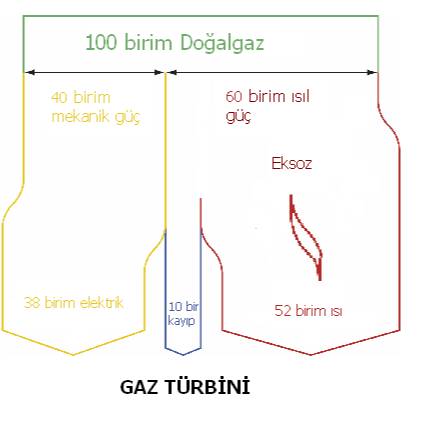 100 birim Doğalgaz
40 birim
mekanik güç
60 birim ısıl
güç
Eksoz
38 birim elektrik
10 bir
kayıp
52 birim ısı
GAZ TÜRBİNİ